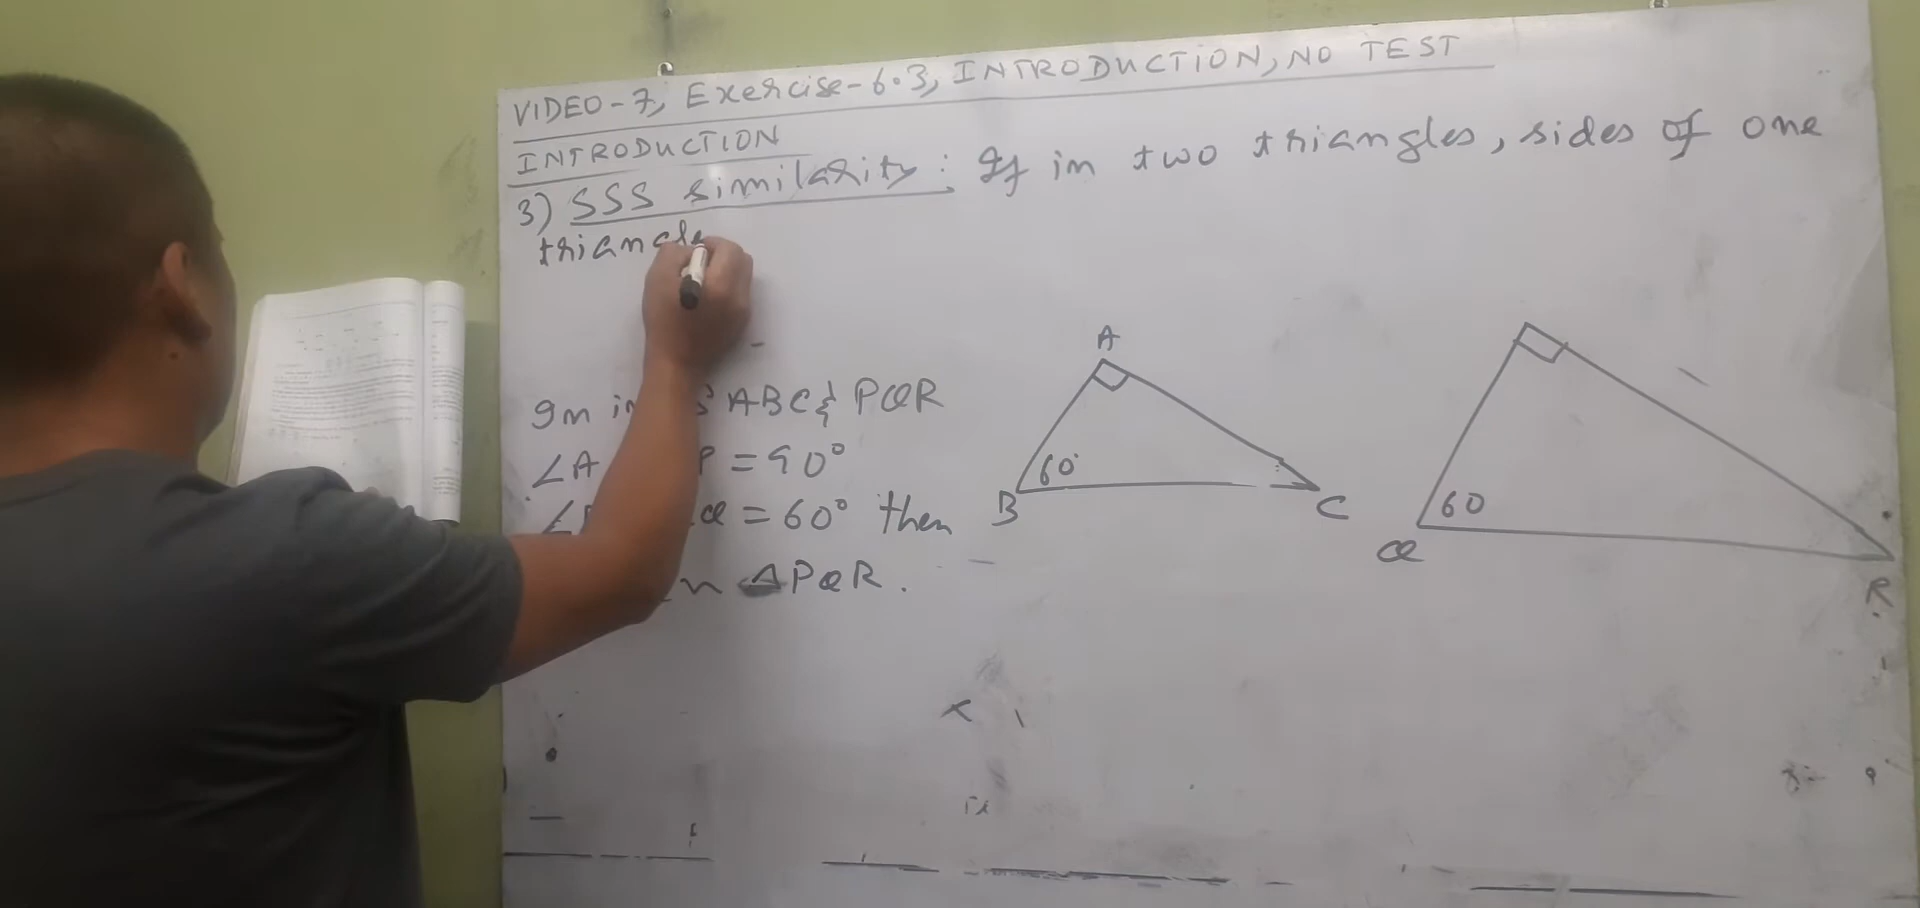 VIDEO-7, Exercise-6.3, INTRODUCTION, NO TEST
INTRODUCTION
3) SSS similarity: If in two triangles, sides of one
triangle
In ABC & PQR
∠A P = 90°
∠ Q = 60° then
~ ΔPQR.
A
B
60°
C
60
Q
R